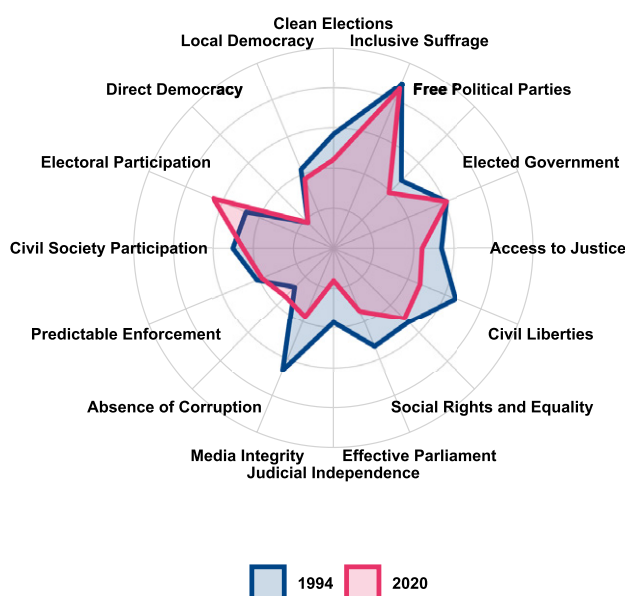 Clean Elections
Local Democracy
Inclusive Suffrage
Direct Democracy
Free Political Parties
Electoral Participation
Elected Government
Civil Society Participation
Access to Justice
Predictable Enforcement
Civil Liberties
Absence of Corruption
Social Rights and Equality
Media Integrity
Effective Parliament
Judicial Independence
1994
2020